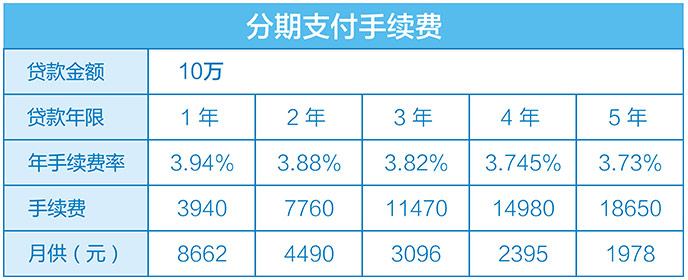 分期支付手续费
贷款金额 10万
贷款年限 1年 2年 3年 4年 5年
年手续费率 3.94% 3.88% 3.82% 3.745% 3.73%
手续费 3940 7760 11470 14980 18650
月供（元） 8662 4490 3096 2395 1978